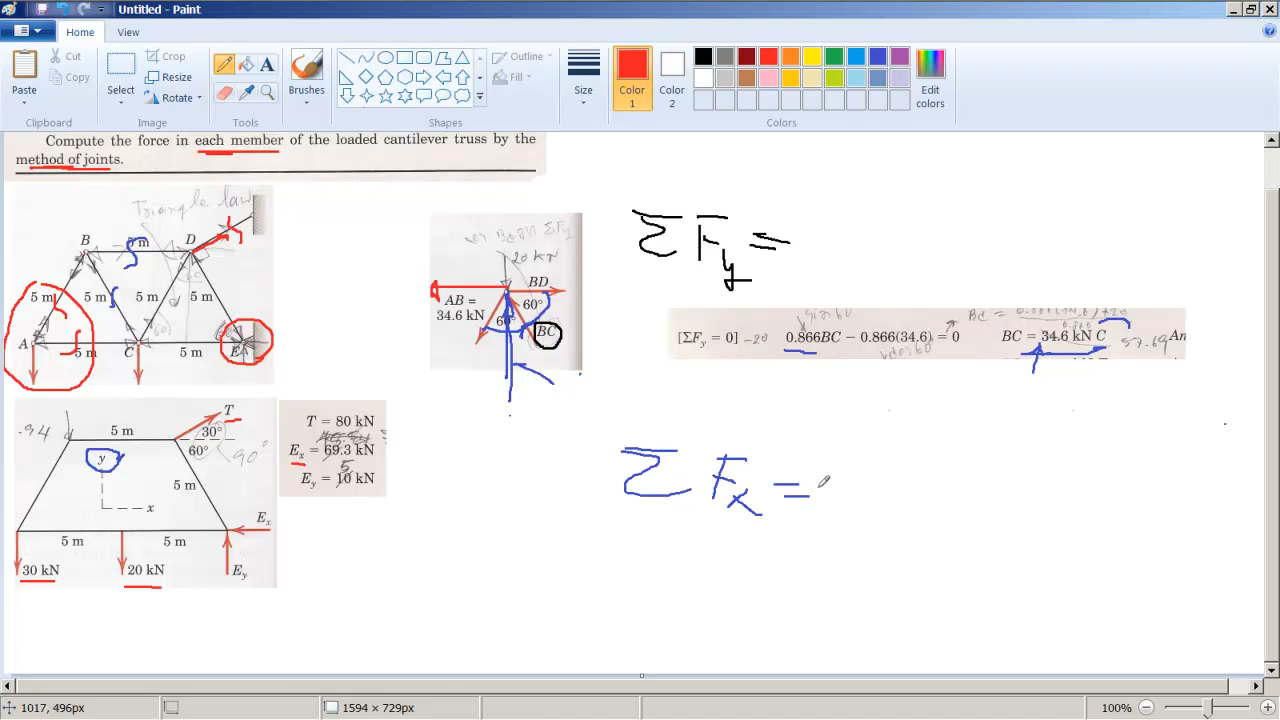 Untitled - Paint
Home
View
Paste
Cut
Copy
Clipboard
Select
Crop
Resize
Rotate
Image
Tools
Brushes
Shapes
Outline
Fill
Size
Color 1
Color 2
Edit colors
Colors
Compute the force in each member of the loaded cantilever truss by the
method of joints.
Triangle law
B 5 m D
5 m 5 m 5 m 5 m
A 5 m C 5 m E
20 kN
BD
AB =
34.6 kN
60°
60°
BC
ΣFy =
[ΣFy = 0] -20 0.866BC − 0.866(34.6) = 0 BC = 34.6 kN C
57.69
.94
5 m
T
30°
60°
90°
y
5 m
x
Ex
5 m 5 m
30 kN 20 kN Ey
T = 80 kN
Ex = 69.3 kN
5
Ey = 10 kN
ΣFx =
1017, 496px
1594 × 729px
100%